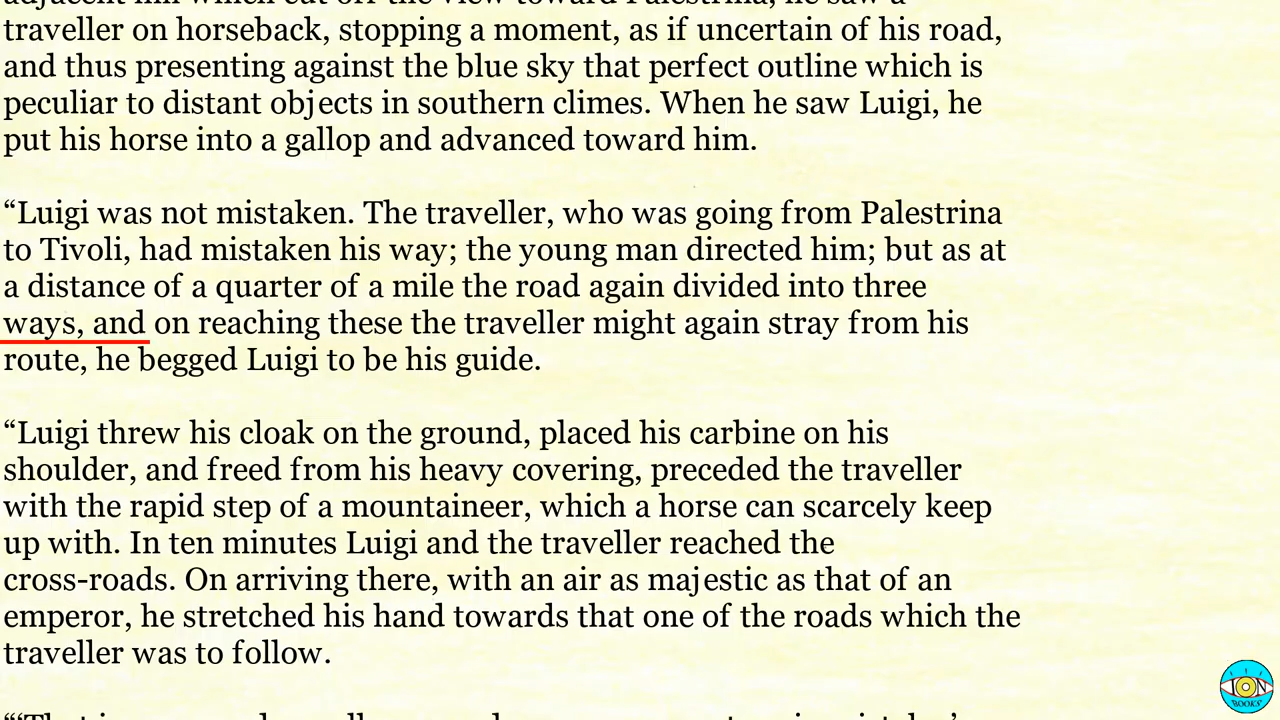 traveller on horseback, stopping a moment, as if uncertain of his road,
and thus presenting against the blue sky that perfect outline which is
peculiar to distant objects in southern climes. When he saw Luigi, he
put his horse into a gallop and advanced toward him.
“Luigi was not mistaken. The traveller, who was going from Palestrina
to Tivoli, had mistaken his way; the young man directed him; but as at
a distance of a quarter of a mile the road again divided into three
ways, and on reaching these the traveller might again stray from his
route, he begged Luigi to be his guide.
“Luigi threw his cloak on the ground, placed his carbine on his
shoulder, and freed from his heavy covering, preceded the traveller
with the rapid step of a mountaineer, which a horse can scarcely keep
up with. In ten minutes Luigi and the traveller reached the
cross-roads. On arriving there, with an air as majestic as that of an
emperor, he stretched his hand towards that one of the roads which the
traveller was to follow.
ION
BOOKS